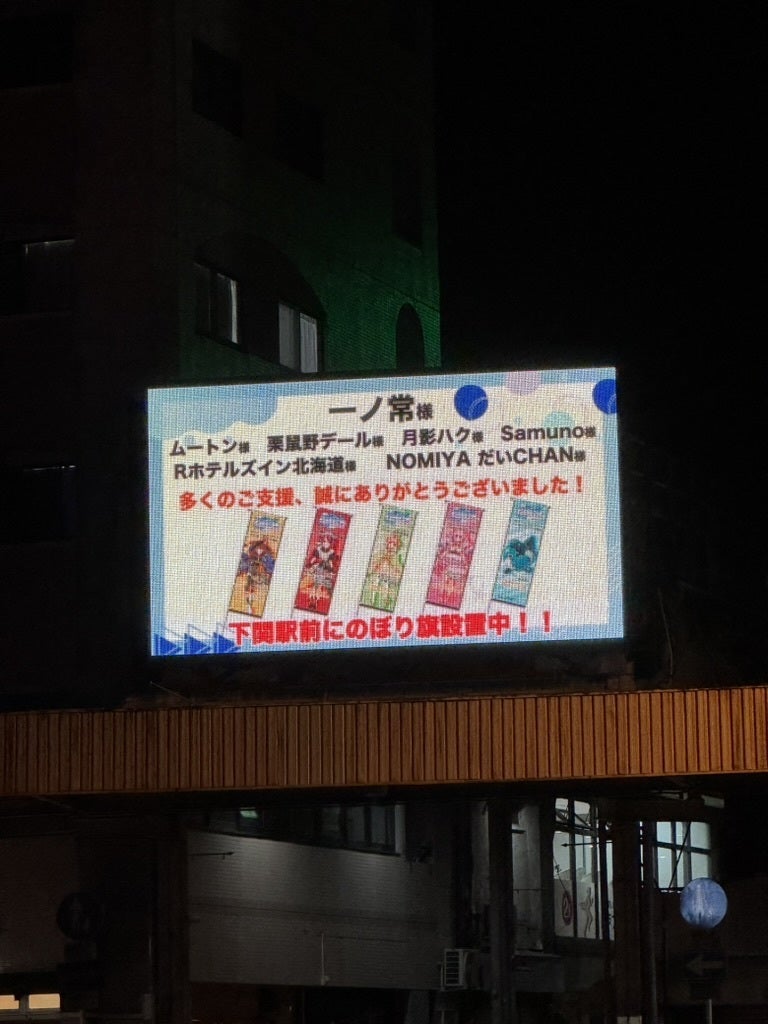 一ノ常様
ムートン様 栗鼠野デール様 月影ハク様 Samuno様
Rホテルズイン北海道様 NOMIYA だいCHAN様
多くのご支援、誠にありがとうございました！
下関駅前にのぼり旗設置中！！